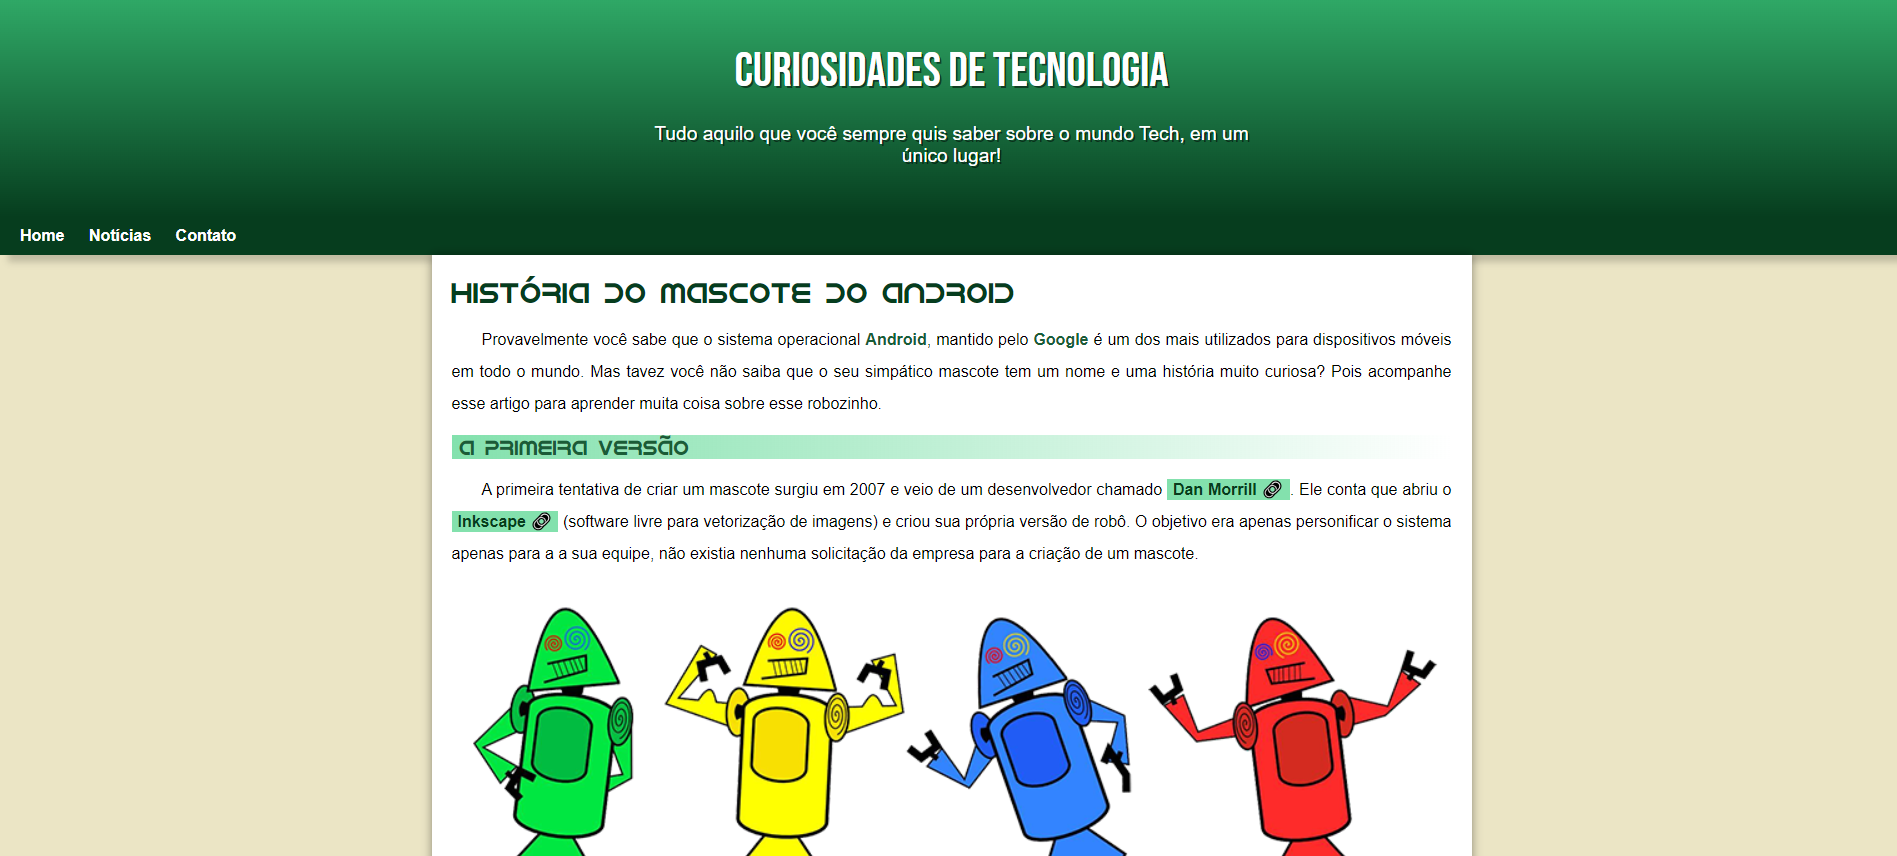 CURIOSIDADES DE TECNOLOGIA
Tudo aquilo que você sempre quis saber sobre o mundo Tech, em um
único lugar!
Home Notícias Contato
HISTÓRIA DO MASCOTE DO ANDROID
Provavelmente você sabe que o sistema operacional Android, mantido pelo Google é um dos mais utilizados para dispositivos móveis
em todo o mundo. Mas tavez você não saiba que o seu simpático mascote tem um nome e uma história muito curiosa? Pois acompanhe
esse artigo para aprender muita coisa sobre esse robozinho.
A PRIMEIRA VERSÃO
A primeira tentativa de criar um mascote surgiu em 2007 e veio de um desenvolvedor chamado Dan Morrill . Ele conta que abriu o
Inkscape (software livre para vetorização de imagens) e criou sua própria versão de robô. O objetivo era apenas personificar o sistema
apenas para a a sua equipe, não existia nenhuma solicitação da empresa para a criação de um mascote.